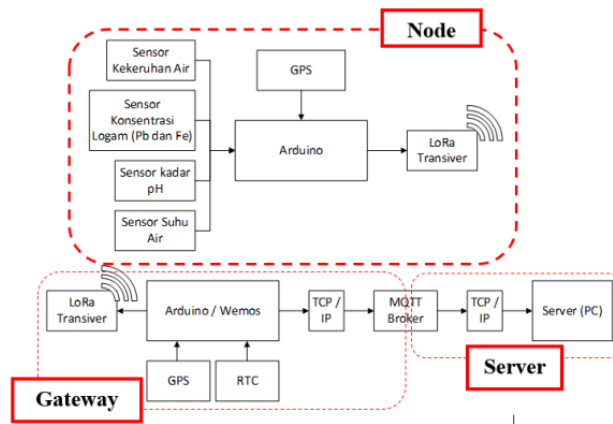 Node
Sensor
Kekeruhan Air
GPS
Sensor
Konsentrasi
Logam (Pb dan Fe)
Arduino
LoRa
Transiver
Sensor kadar
pH
Sensor Suhu
Air
LoRa
Transiver
Arduino / Wemos
TCP /
IP
MQTT
Broker
TCP /
IP
Server (PC)
GPS
RTC
Server
Gateway